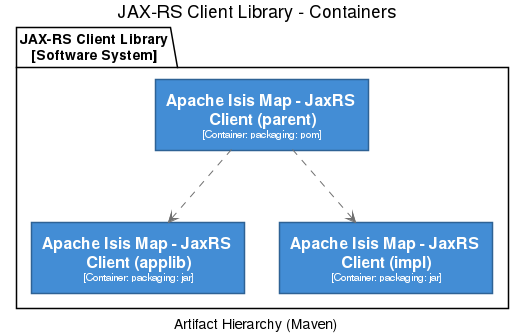 JAX-RS Client Library - Containers
JAX-RS Client Library
[Software System]
Apache Isis Map - JaxRS
Client (parent)
[Container: packaging: pom]
Apache Isis Map - JaxRS
Client (applib)
[Container: packaging: jar]
Apache Isis Map - JaxRS
Client (impl)
[Container: packaging: jar]
Artifact Hierarchy (Maven)